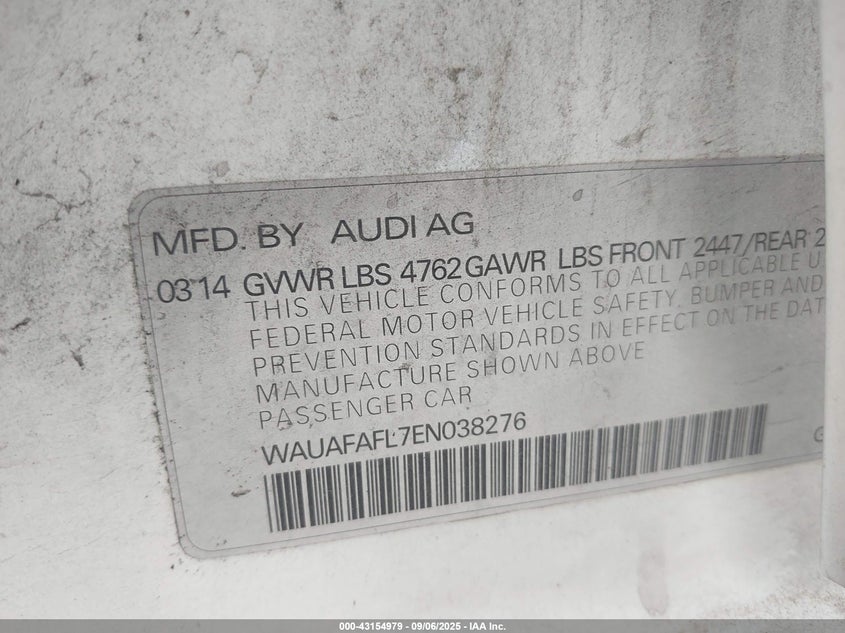 MFD. BY AUDI AG
03 14 GVWR LBS 4762 GAWR LBS FRONT 2447/REAR 2
THIS VEHICLE CONFORMS TO ALL APPLICABLE U
FEDERAL MOTOR VEHICLE SAFETY, BUMPER AND
PREVENTION STANDARDS IN EFFECT ON THE DAT
MANUFACTURE SHOWN ABOVE
PASSENGER CAR
WAUAFAFL7EN038276
000-43154979 - 09/06/2025 - IAA Inc.